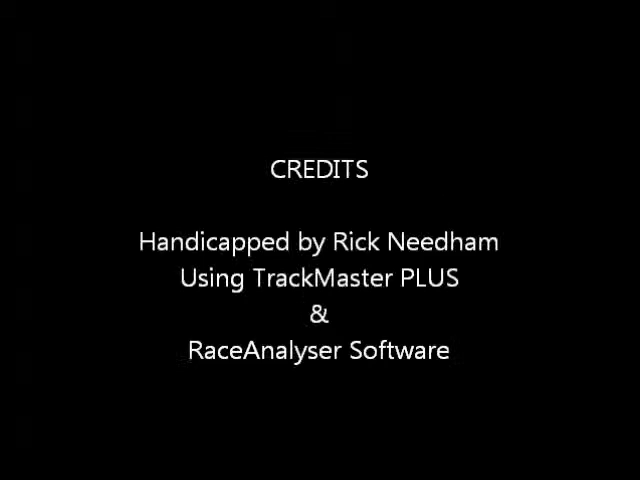 CREDITS
Handicapped by Rick Needham
Using TrackMaster PLUS
&
RaceAnalyser Software